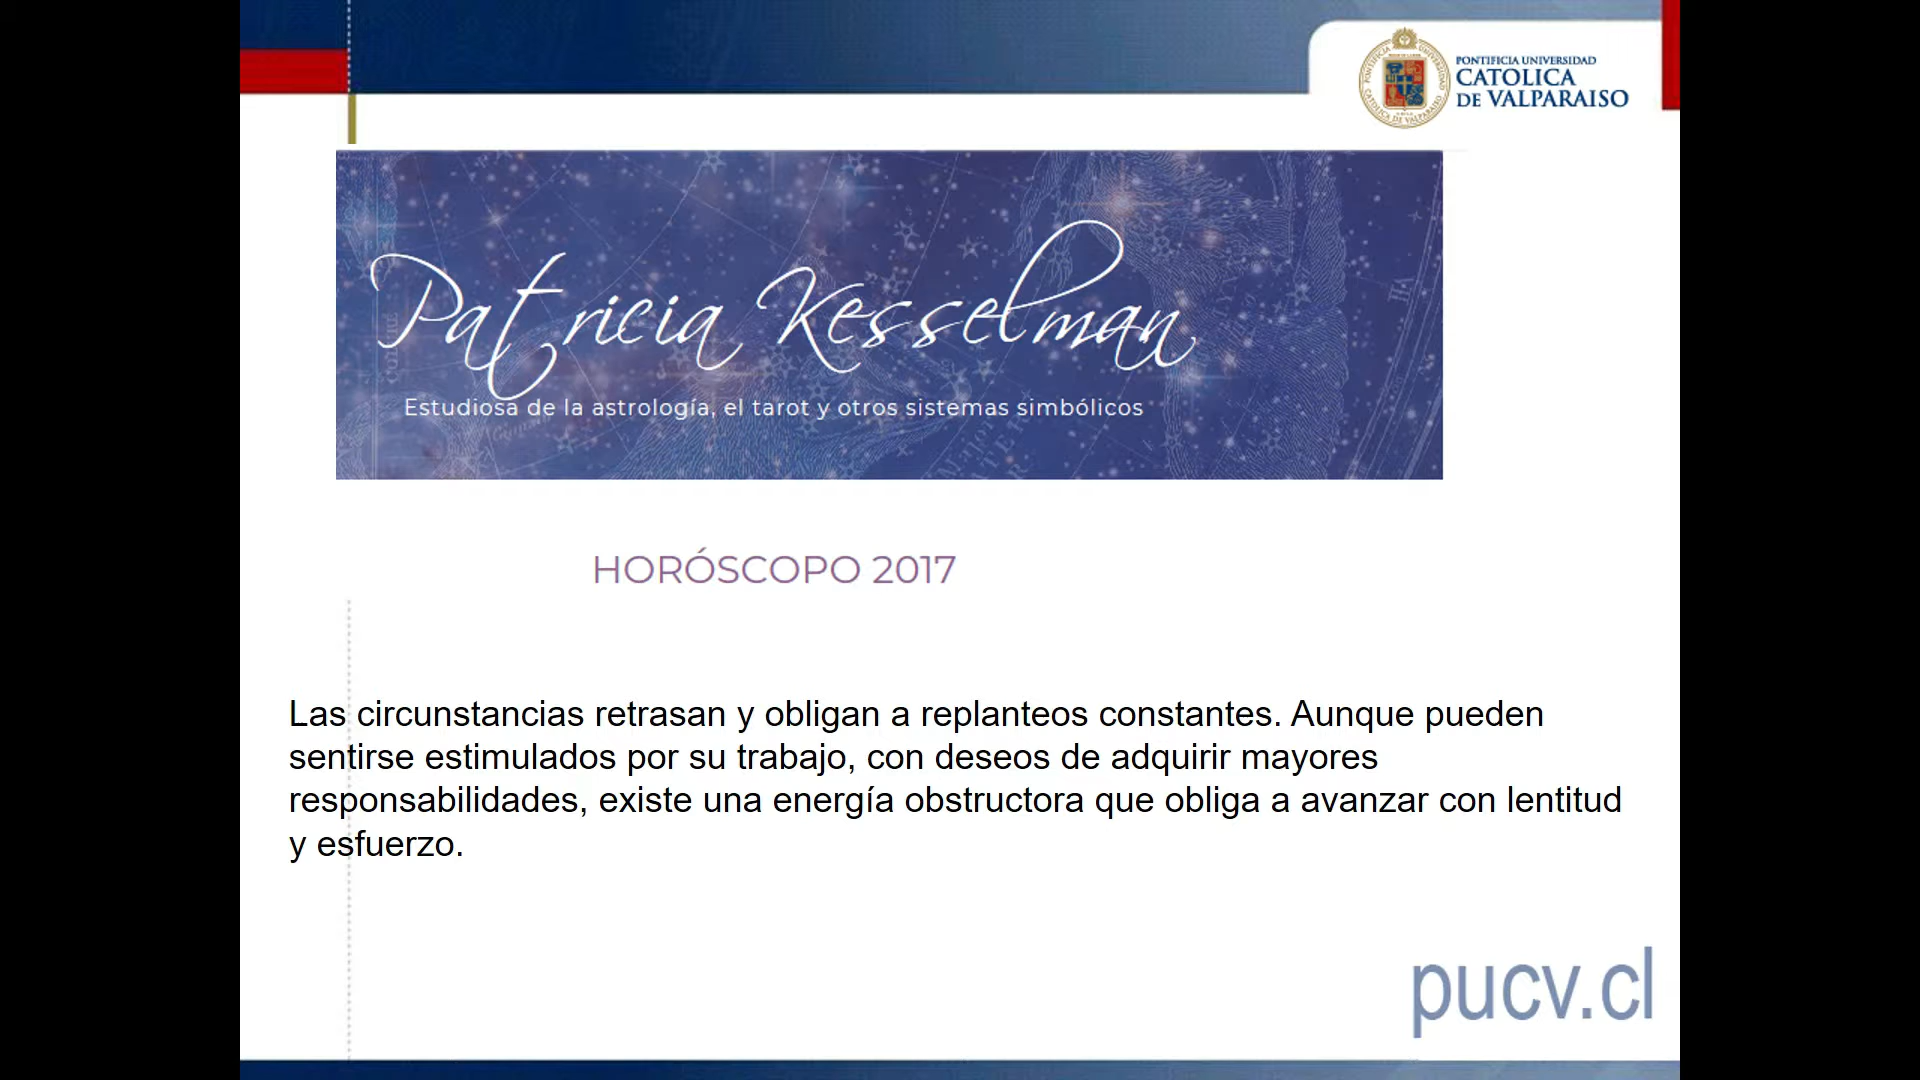 PONTIFICIA UNIVERSIDAD
CATOLICA
DE VALPARAISO
Patricia Kesselman
Estudiosa de la astrología, el tarot y otros sistemas simbólicos
HORÓSCOPO 2017
Las circunstancias retrasan y obligan a replanteos constantes. Aunque pueden
sentirse estimulados por su trabajo, con deseos de adquirir mayores
responsabilidades, existe una energía obstructora que obliga a avanzar con lentitud
y esfuerzo.
pucv.cl